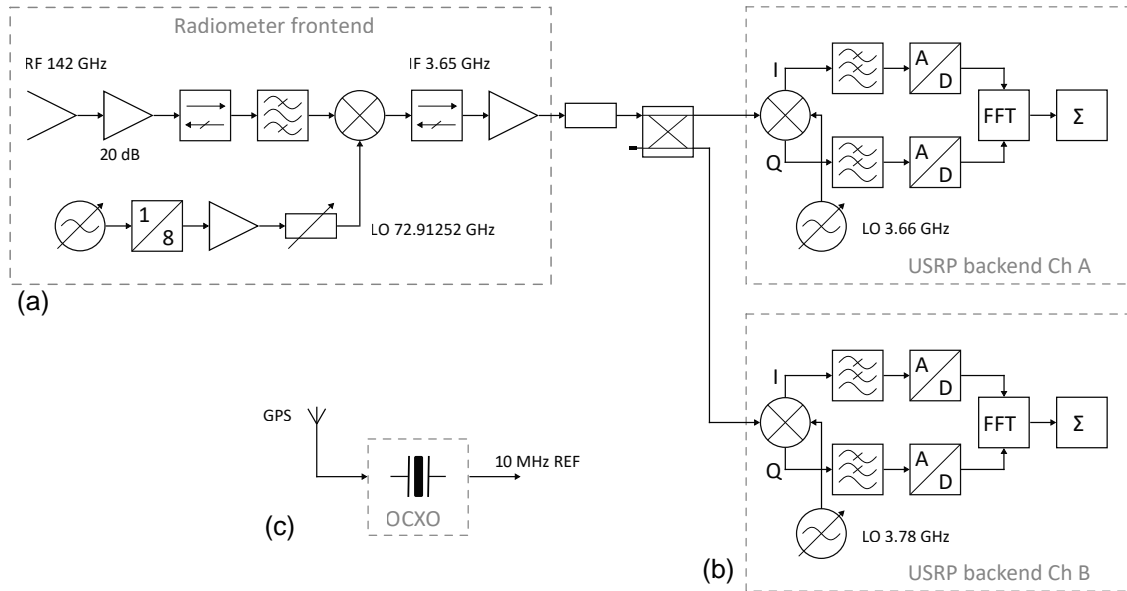 Radiometer frontend
RF 142 GHz
IF 3.65 GHz
20 dB
1
8
LO 72.91252 GHz
(a)
I
A
D
FFT
Σ
Q
A
D
LO 3.66 GHz
USRP backend Ch A
I
A
D
FFT
Σ
Q
A
D
LO 3.78 GHz
USRP backend Ch B
(b)
GPS
10 MHz REF
OCXO
(c)